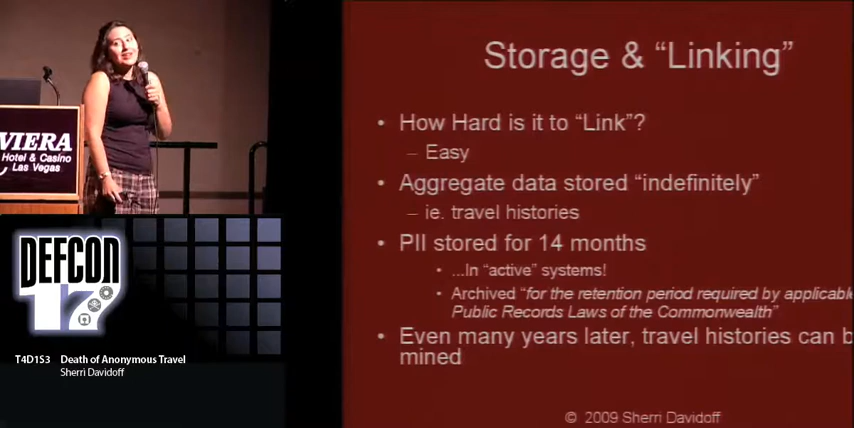 VIERA
Hotel & Casino
Las Vegas
DEFCON
17
T4D1S3 Death of Anonymous Travel
Sherri Davidoff
Storage & “Linking”
• How Hard is it to “Link”?
– Easy
• Aggregate data stored “indefinitely”
– ie. travel histories
• PII stored for 14 months
• ...In “active” systems!
• Archived “for the retention period required by applicable
Public Records Laws of the Commonwealth”
• Even many years later, travel histories can b
mined
© 2009 Sherri Davidoff